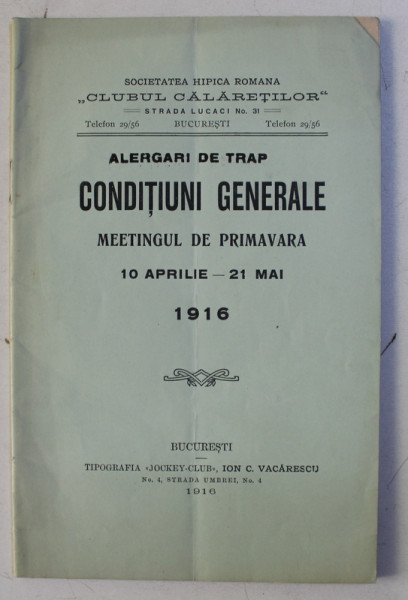 SOCIETATEA HIPICA ROMANA
„CLUBUL CĂLĂREȚILOR“
STRADA LUCACI No. 31
Telefon 29/56 BUCUREȘTI Telefon 29/56
ALERGARI DE TRAP
CONDIȚIUNI GENERALE
MEETINGUL DE PRIMAVARA
10 APRILIE — 21 MAI
1916
BUCUREȘTI
TIPOGRAFIA «JOCKEY-CLUB», ION C. VACĂRESCU
No. 4, STRADA UMBREI, No. 4
1916